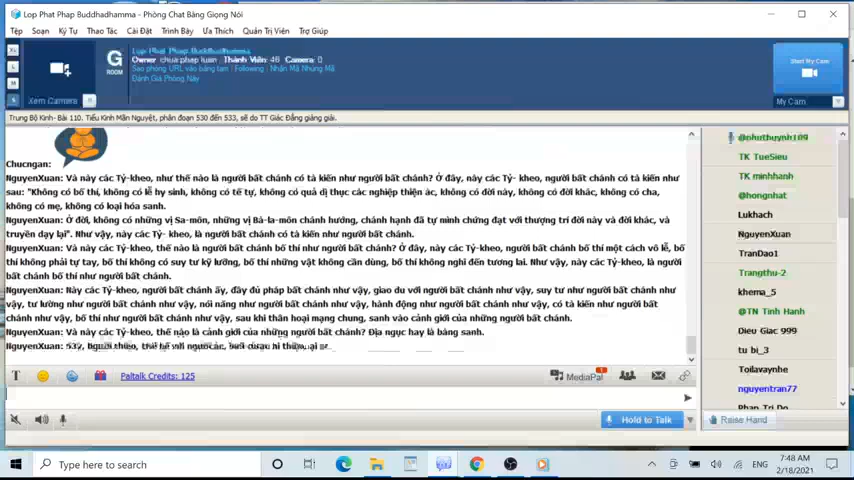 Lop Phat Phap Buddhadhamma - Phòng Chat Bằng Giọng Nói
Tệp Soạn Ký Tự Thao Tác Cài Đặt Trình Bày Ưa Thích Quản Trị Viên Trợ Giúp
Lop Phat Phap Buddhadhamma
Owner chua phap luan : Thành Viên: 46 Camera: 0
Sao phỏng URL vào bảng tạm | Following | Nhận Mã Nhúng Mã
Đánh Giá Phòng Này
G
ROOM
Xem Camera
Start My Cam
My Cam
Trung Bộ Kinh- Bài 110. Tiểu Kinh Mãn Nguyệt, phân đoạn 530 đến 533, sẽ do TT Giác Đẳng giảng giải.
Chucngan:
NguyenXuan: Và này các Tỷ-kheo, như thế nào là người bất chánh có tà kiến như người bất chánh? Ở đây, này các Tỷ- kheo, người bất chánh có tà kiến như
sau: "Không có bố thí, không có lễ hy sinh, không có tế tự, không có quả dị thục các nghiệp thiện ác, không có đời này, không có đời khác, không có cha,
không có mẹ, không có loại hóa sanh.
NguyenXuan: Ở đời, không có những vị Sa-môn, những vị Bà-la-môn chánh hướng, chánh hạnh đã tự mình chứng đạt với thượng trí đời này và đời khác, và
truyền dạy lại". Như vậy, này các Tỷ- kheo, là người bất chánh có tà kiến như người bất chánh.
NguyenXuan: Và này các Tỷ-kheo, thế nào là người bất chánh bố thí như người bất chánh? Ở đây, này các Tỷ-kheo, người bất chánh bố thí một cách vô lễ, bố
thí không phải tự tay, bố thí không có suy tư kỹ lưỡng, bố thí những vật không cần dùng, bố thí không nghĩ đến tương lai. Như vậy, này các Tỷ-kheo, là người
bất chánh bố thí như người bất chánh.
NguyenXuan: Này các Tỷ-kheo, người bất chánh ấy, đầy đủ pháp bất chánh như vậy, giao du với người bất chánh như vậy, suy tư như người bất chánh như
vậy, tư lường như người bất chánh như vậy, nói năng như người bất chánh như vậy, hành động như người bất chánh như vậy, có tà kiến như người bất
chánh như vậy, bố thí như người bất chánh như vậy, sau khi thân hoại mạng chung, sanh vào cảnh giới của những người bất chánh.
NguyenXuan: Và này các Tỷ-kheo, thế nào là cảnh giới của những người bất chánh? Địa ngục hay là bàng sanh.
NguyenXuan: 532,
@nhuthuynh109
TK TueSieu
TK minhhanh
@hongnhat
Lukhach
NguyenXuan
TranDao1
Trangthu-2
khema_5
@TN Tinh Hanh
Dieu Giac 999
tu bi_3
Toilavaynhe
nguyentran77
Phap Tri Do
T Paltalk Credits: 125 MediaPal
Hold to Talk Raise Hand
Type here to search
ENG
7:48 AM
2/18/2021